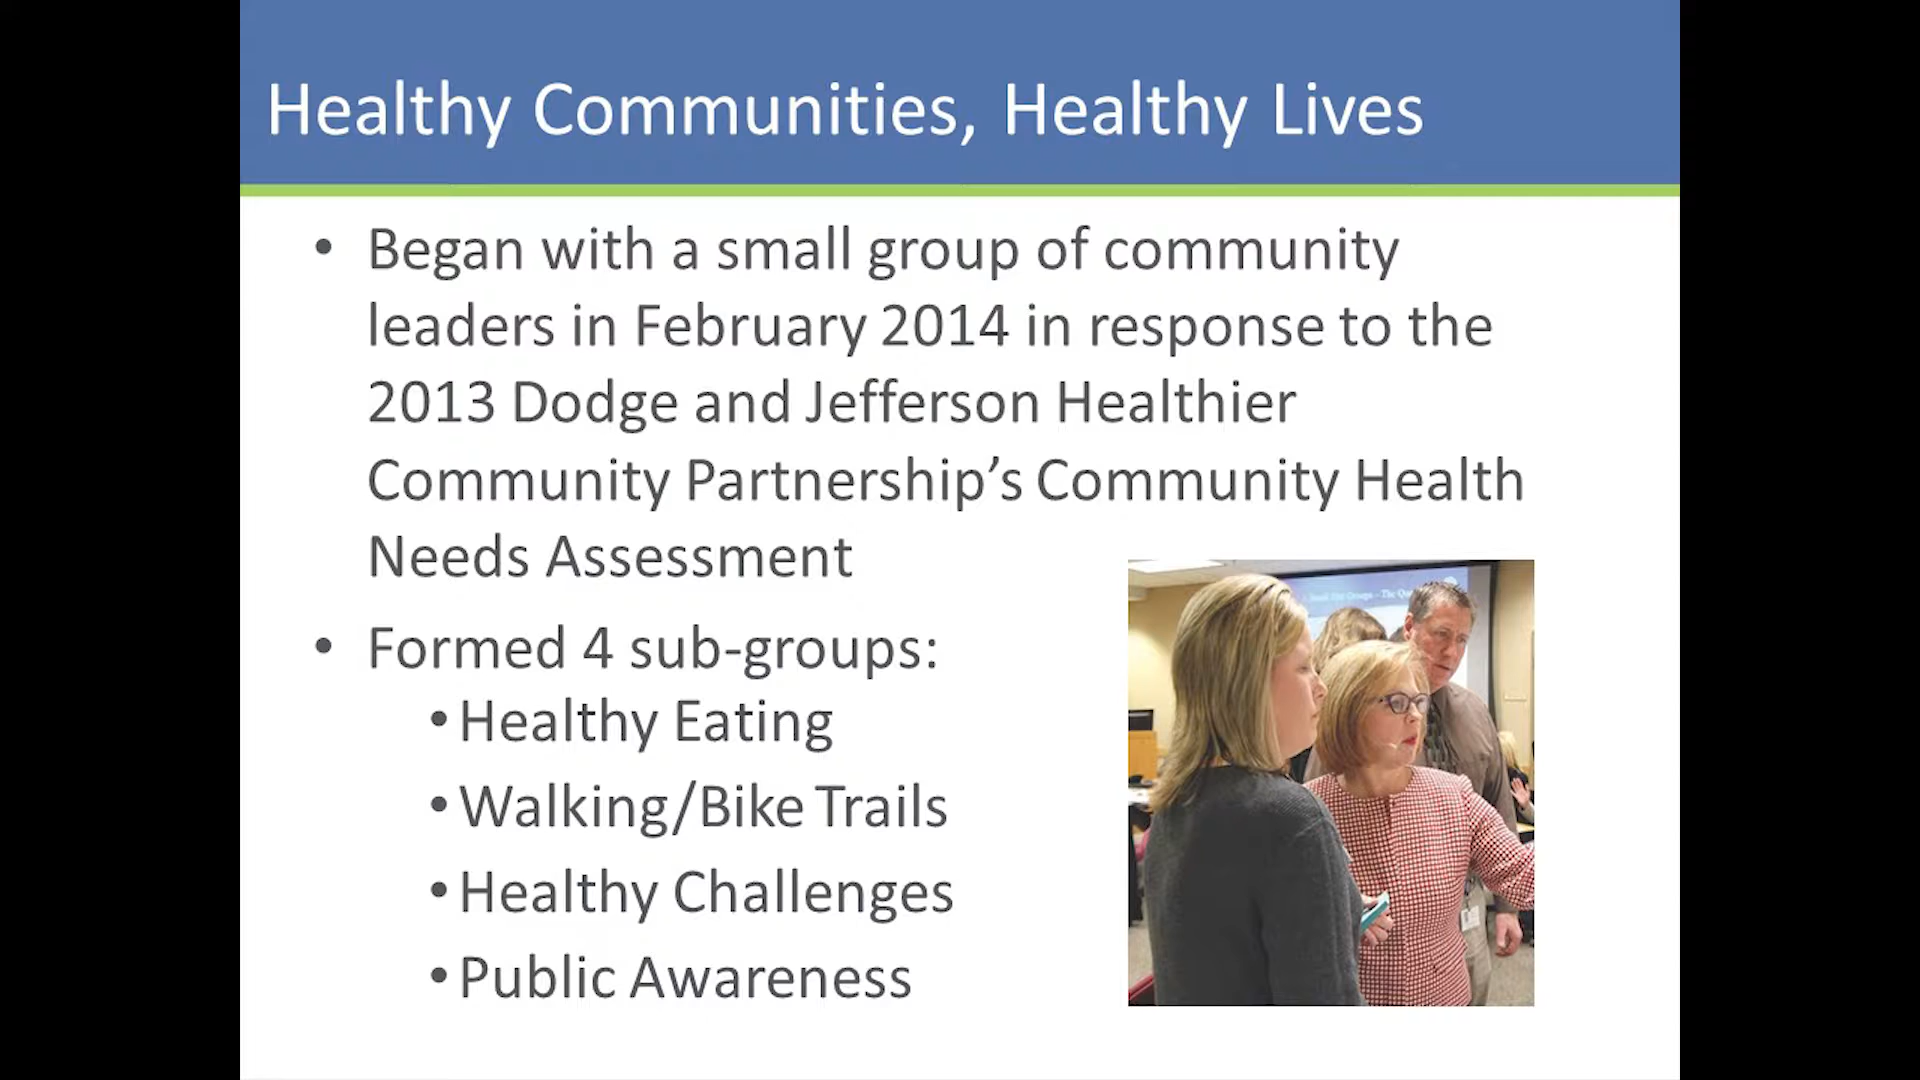 Healthy Communities, Healthy Lives
• Began with a small group of community
leaders in February 2014 in response to the
2013 Dodge and Jefferson Healthier
Community Partnership’s Community Health
Needs Assessment
• Formed 4 sub-groups:
• Healthy Eating
• Walking/Bike Trails
• Healthy Challenges
• Public Awareness